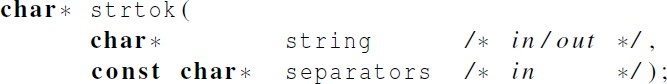 char* strtok(
char* string /* in/out */,
const char* separators /* in */);